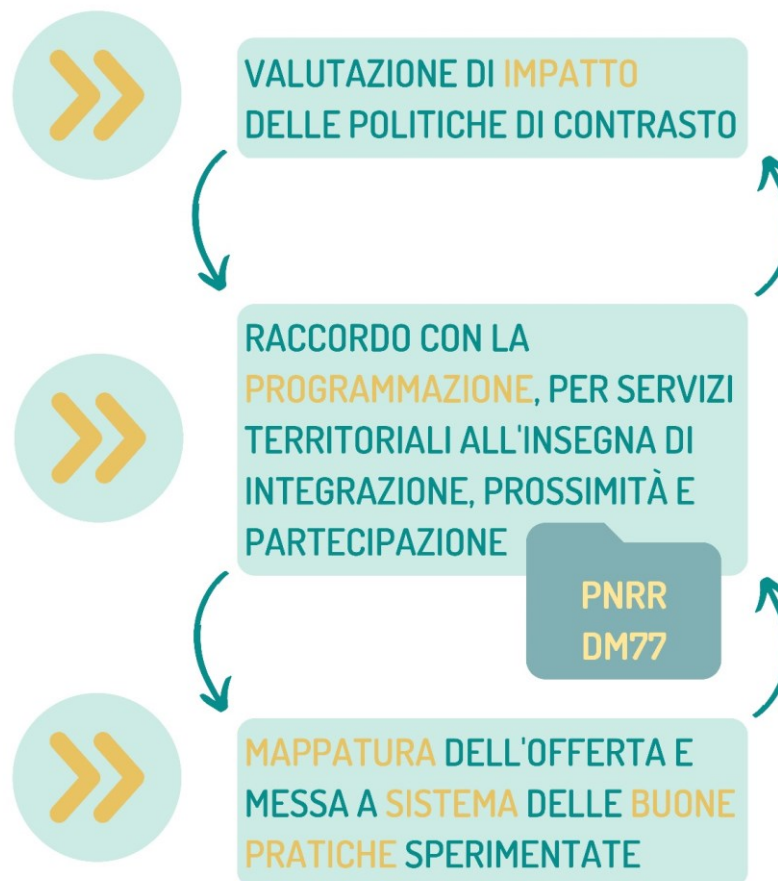 VALUTAZIONE DI IMPATTO
DELLE POLITICHE DI CONTRASTO
RACCORDO CON LA
PROGRAMMAZIONE, PER SERVIZI
TERRITORIALI ALL'INSEGNA DI
INTEGRAZIONE, PROSSIMITÀ E
PARTECIPAZIONE
PNRR
DM77
MAPPATURA DELL'OFFERTA E
MESSA A SISTEMA DELLE BUONE
PRATICHE SPERIMENTATE